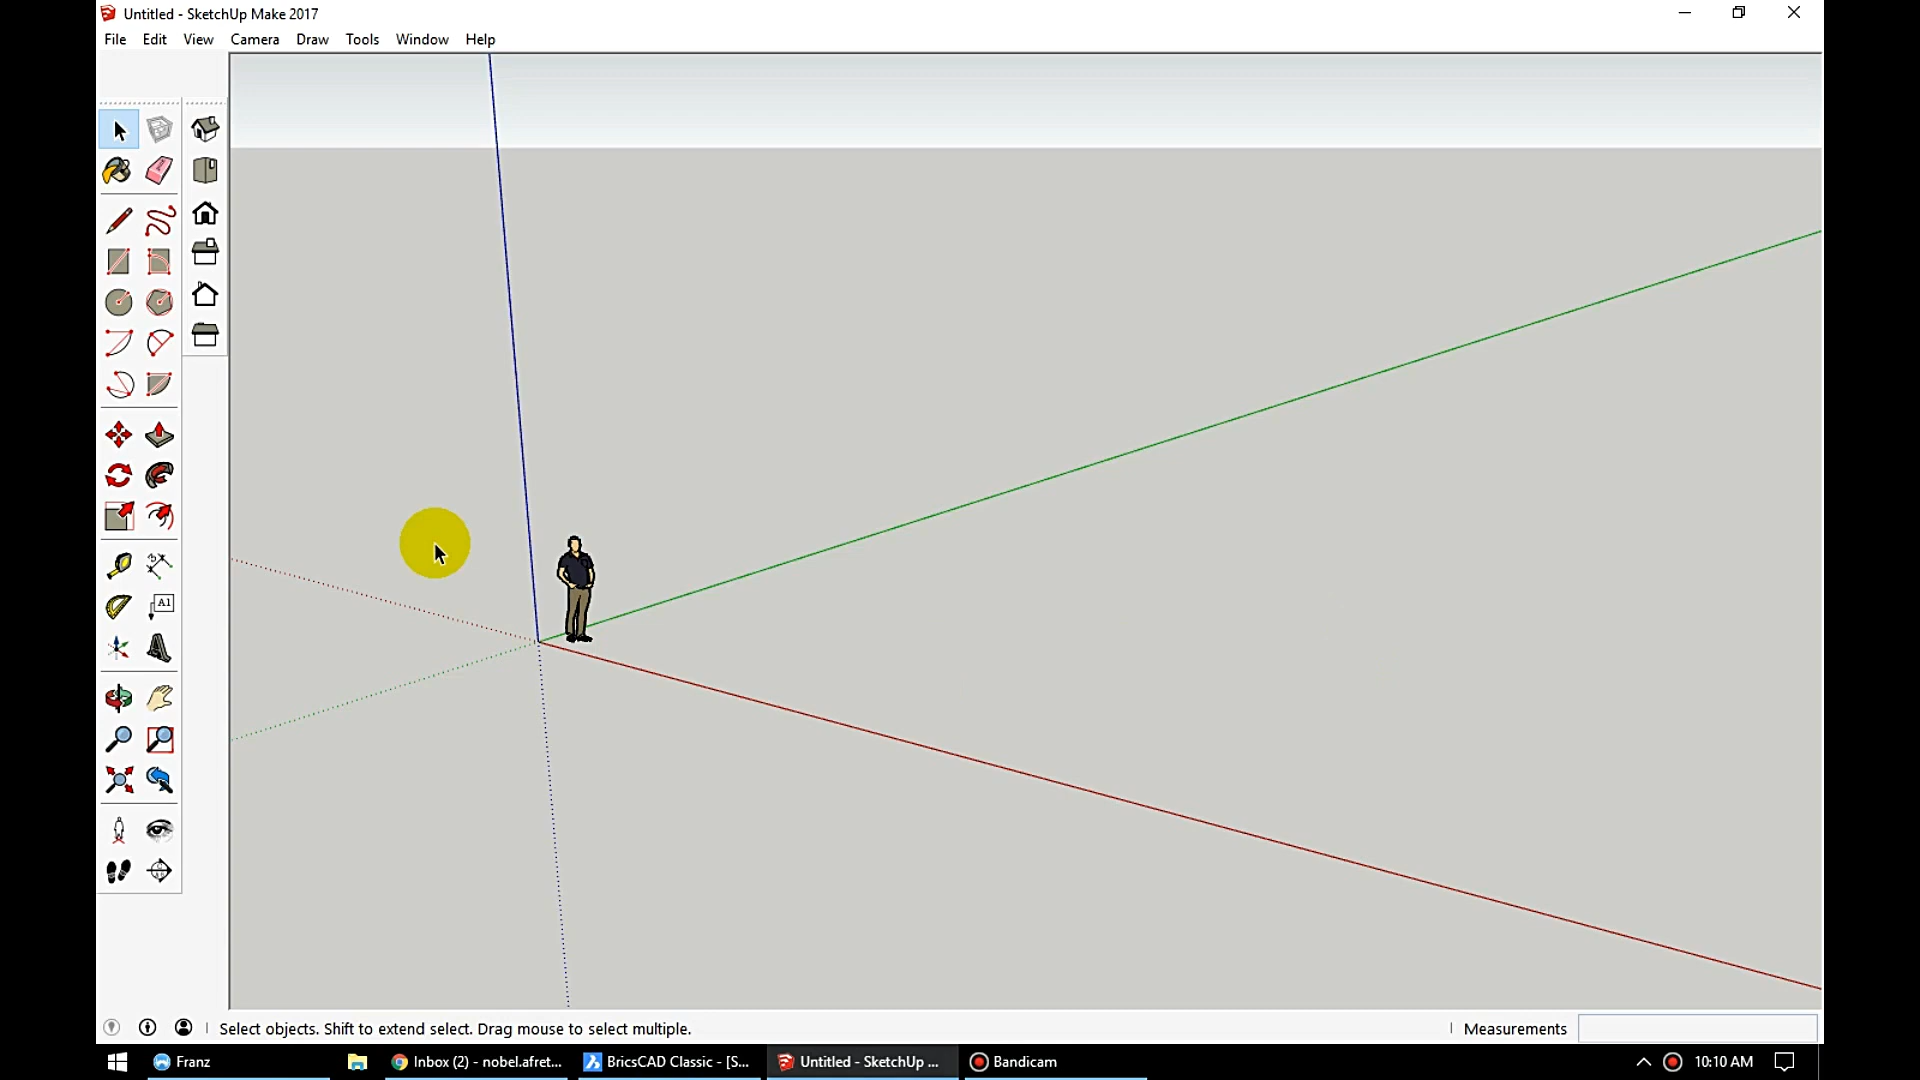 Untitled - SketchUp Make 2017
File Edit View Camera Draw Tools Window Help
A1
Select objects. Shift to extend select. Drag mouse to select multiple.
Measurements
Franz
Inbox (2) - nobel.afret...
BricsCAD Classic - [S...
Untitled - SketchUp ...
Bandicam
10:10 AM